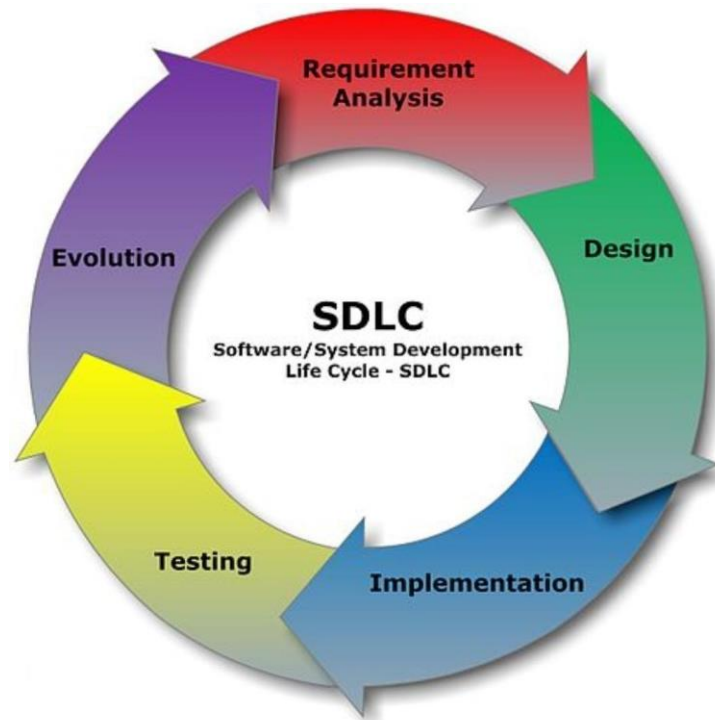 Requirement
Analysis
Design
Evolution
SDLC
Software/System Development
Life Cycle - SDLC
Testing
Implementation